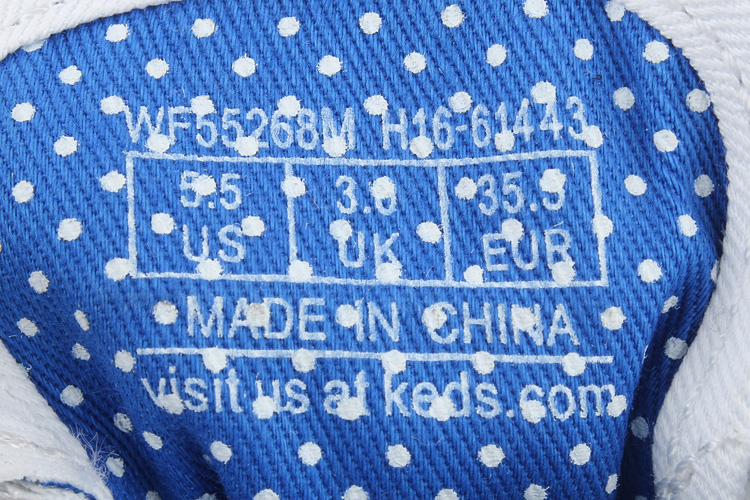 WF55268M H16-61443
5.5 3.0 35.5
US UK EUR
MADE IN CHINA
visit us at keds.com